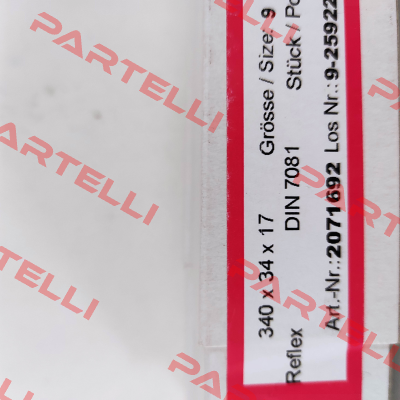 340 x 34 x 17 Grösse / Size: 9
Reflex DIN 7081 Stück /
Art.-Nr.:2071692 Los Nr.:9-25922
PARTELLI
PARTELLI
PARTELLI
PARTELLI
PARTELLI